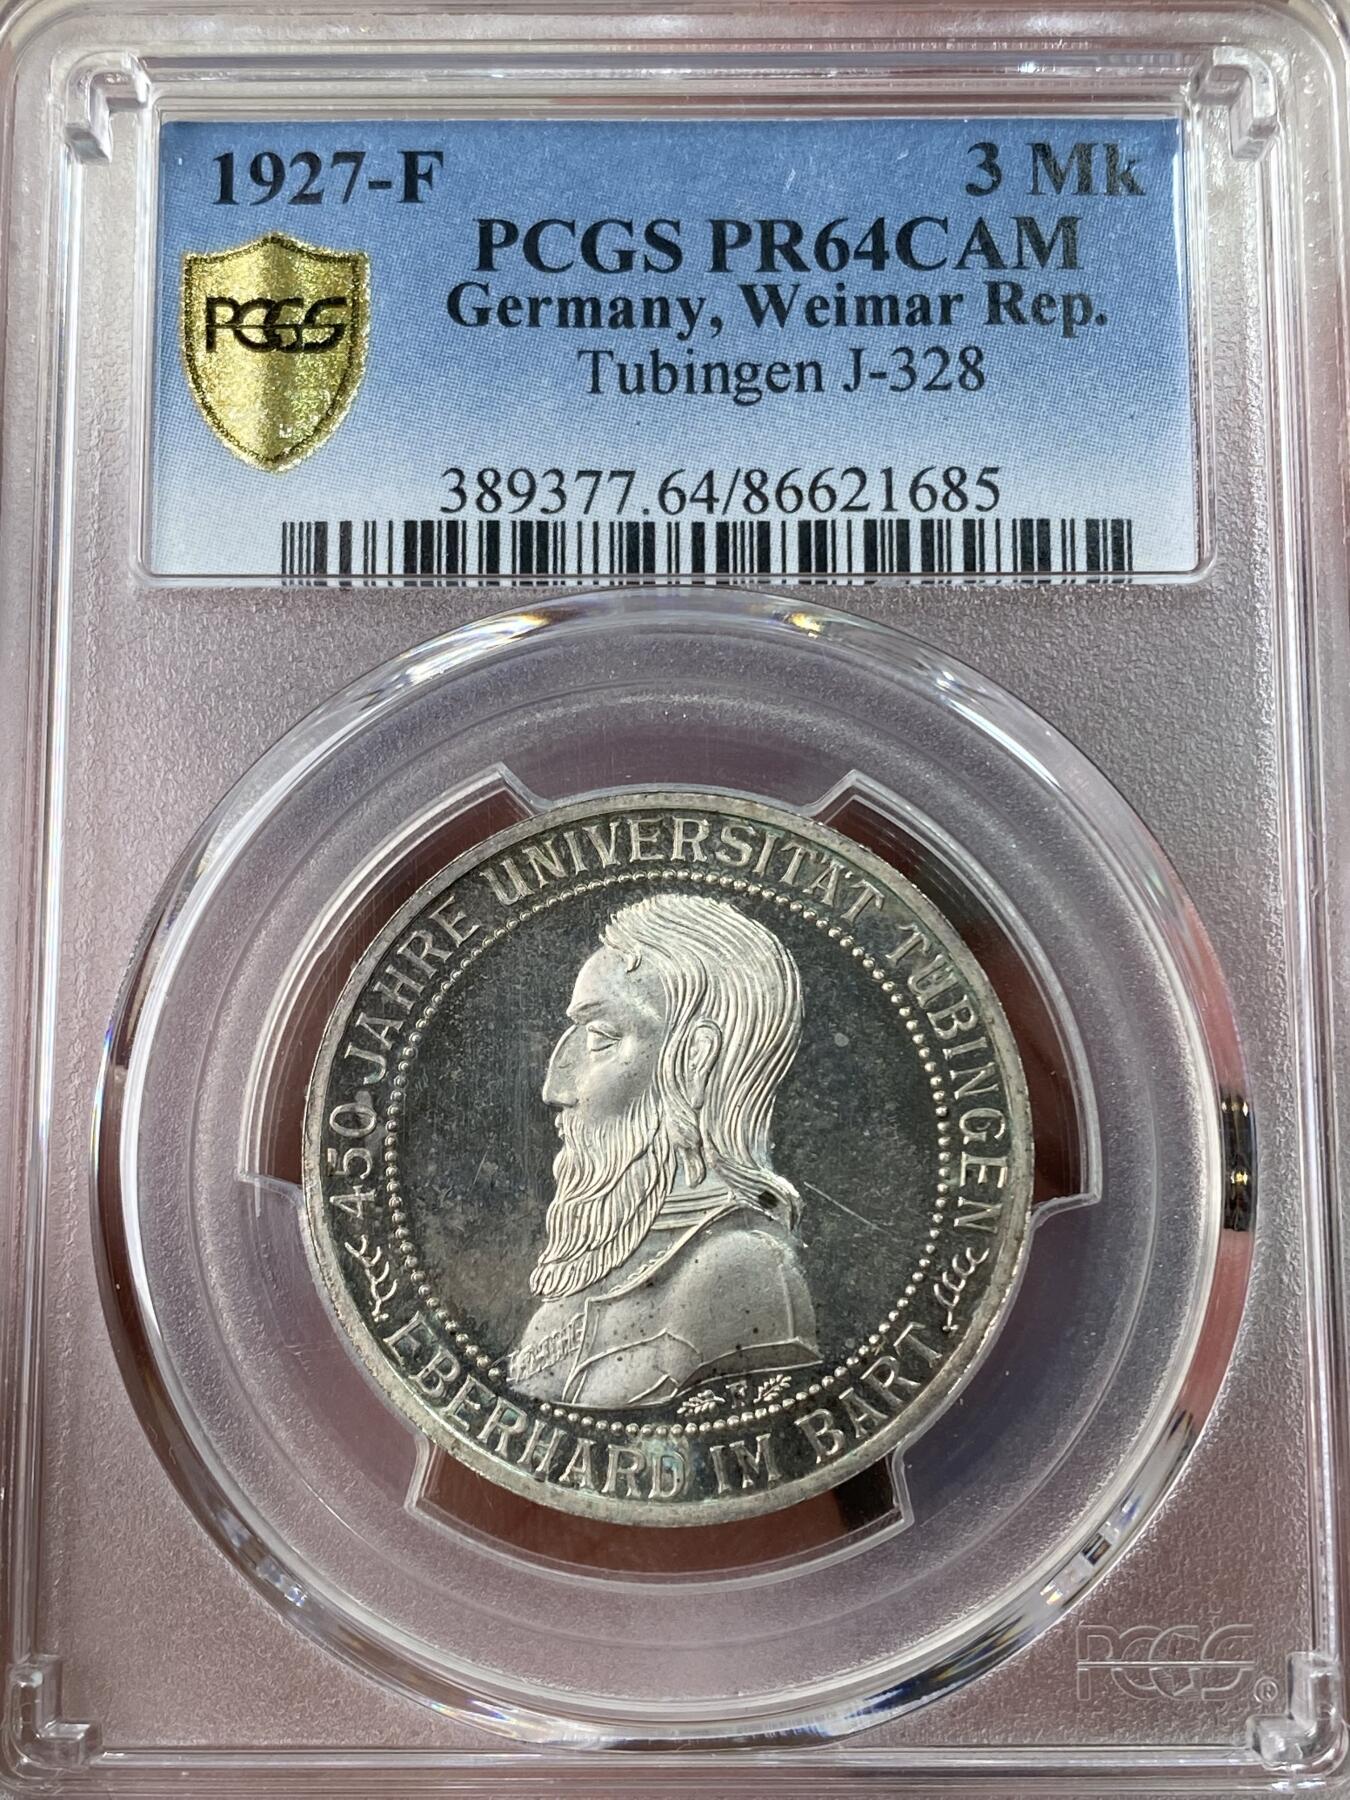 1927-F 3 Mk
PCGS PR64CAM
Germany, Weimar Rep.
Tubingen J-328
PCGS
389377.64/86621685
450 JAHRE UNIVERSITÄT TÜBINGEN
EBERHARD IM BART
F
PCGS®